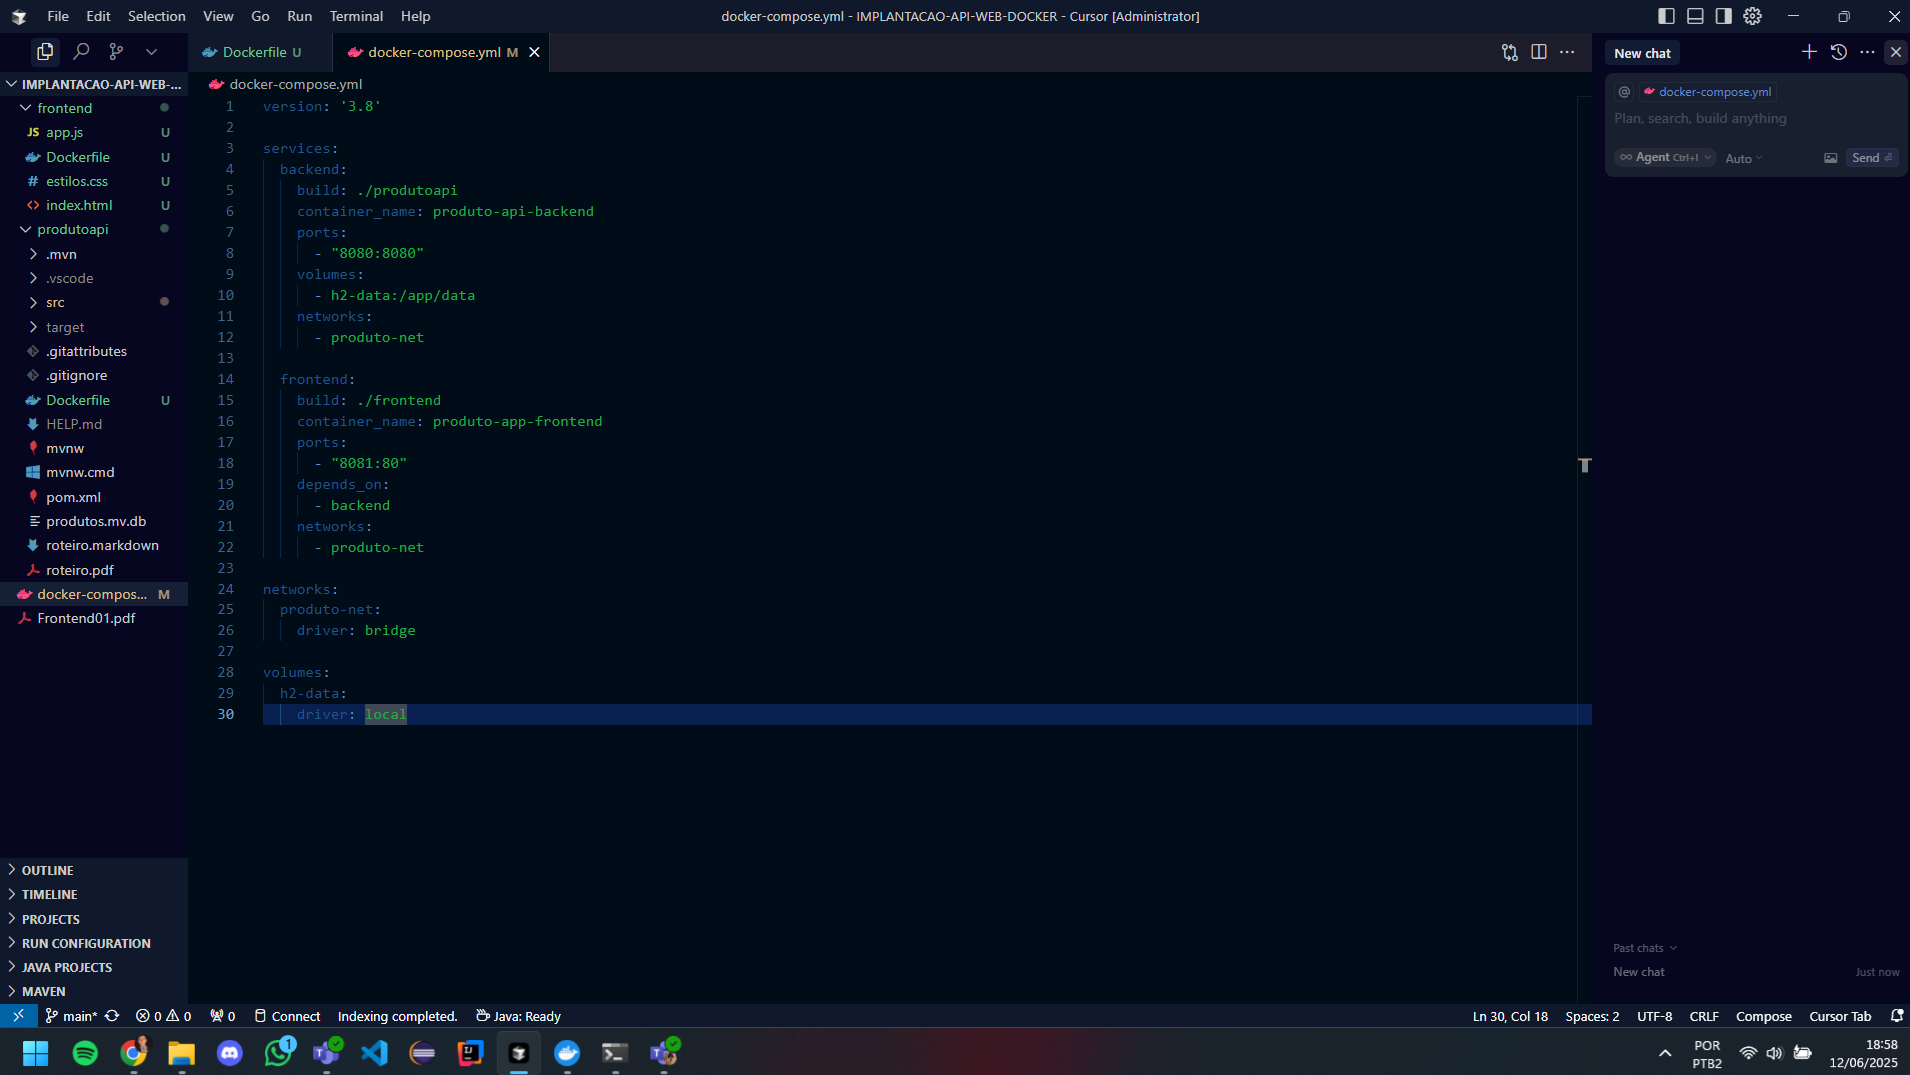 File Edit Selection View Go Run Terminal Help
docker-compose.yml - IMPLANTACAO-API-WEB-DOCKER - Cursor [Administrator]
IMPLANTACAO-API-WEB-...
frontend
JS app.js U
Dockerfile U
# estilos.css U
<> index.html U
produtoapi
.mvn
.vscode
src
target
.gitattributes
.gitignore
Dockerfile U
HELP.md
mvnw
mvnw.cmd
pom.xml
produtos.mv.db
roteiro.markdown
roteiro.pdf
docker-compos... M
Frontend01.pdf
OUTLINE
TIMELINE
PROJECTS
RUN CONFIGURATION
JAVA PROJECTS
MAVEN
Dockerfile U
docker-compose.yml M
docker-compose.yml
1 version: '3.8'
2
3 services:
4 backend:
5 build: ./produtoapi
6 container_name: produto-api-backend
7 ports:
8 - "8080:8080"
9 volumes:
10 - h2-data:/app/data
11 networks:
12 - produto-net
13
14 frontend:
15 build: ./frontend
16 container_name: produto-app-frontend
17 ports:
18 - "8081:80"
19 depends_on:
20 - backend
21 networks:
22 - produto-net
23
24 networks:
25 produto-net:
26 driver: bridge
27
28 volumes:
29 h2-data:
30 driver: local
New chat
@ docker-compose.yml
Plan, search, build anything
∞ Agent Ctrl+I Auto Send
Past chats
New chat Just now
main* 0 0 0 Connect Indexing completed. Java: Ready
Ln 30, Col 18 Spaces: 2 UTF-8 CRLF Compose Cursor Tab
1
POR
PTB2
18:58
12/06/2025